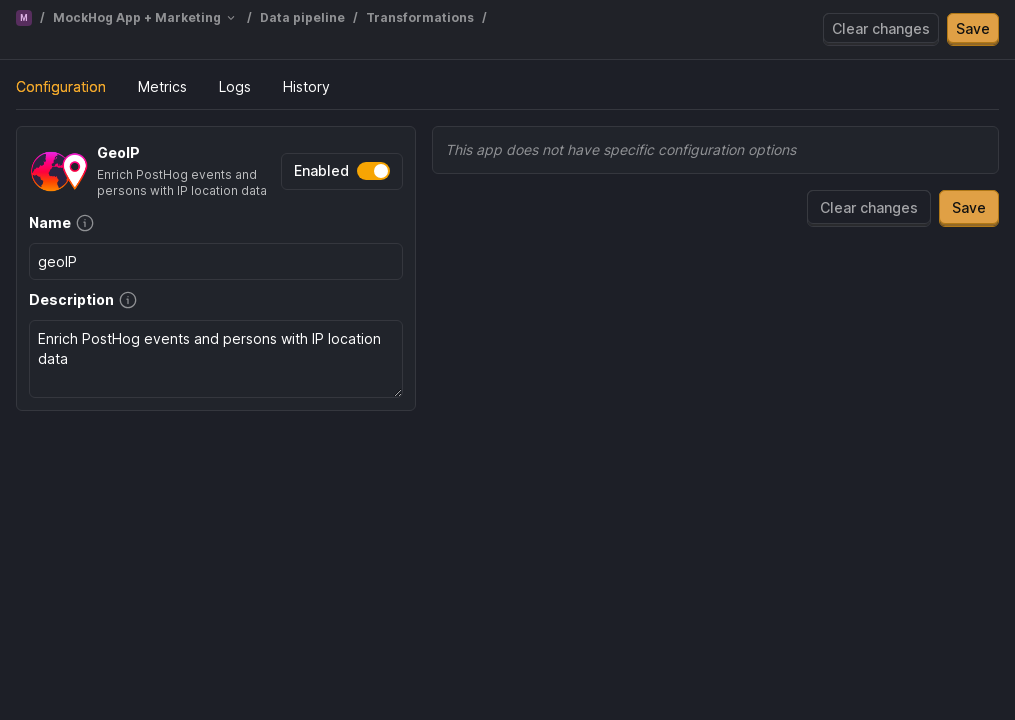 M / MockHog App + Marketing / Data pipeline / Transformations /
Clear changes Save
Configuration Metrics Logs History
GeoIP
Enrich PostHog events and
persons with IP location data
Enabled
This app does not have specific configuration options
Clear changes Save
Name
geoIP
Description
Enrich PostHog events and persons with IP location
data